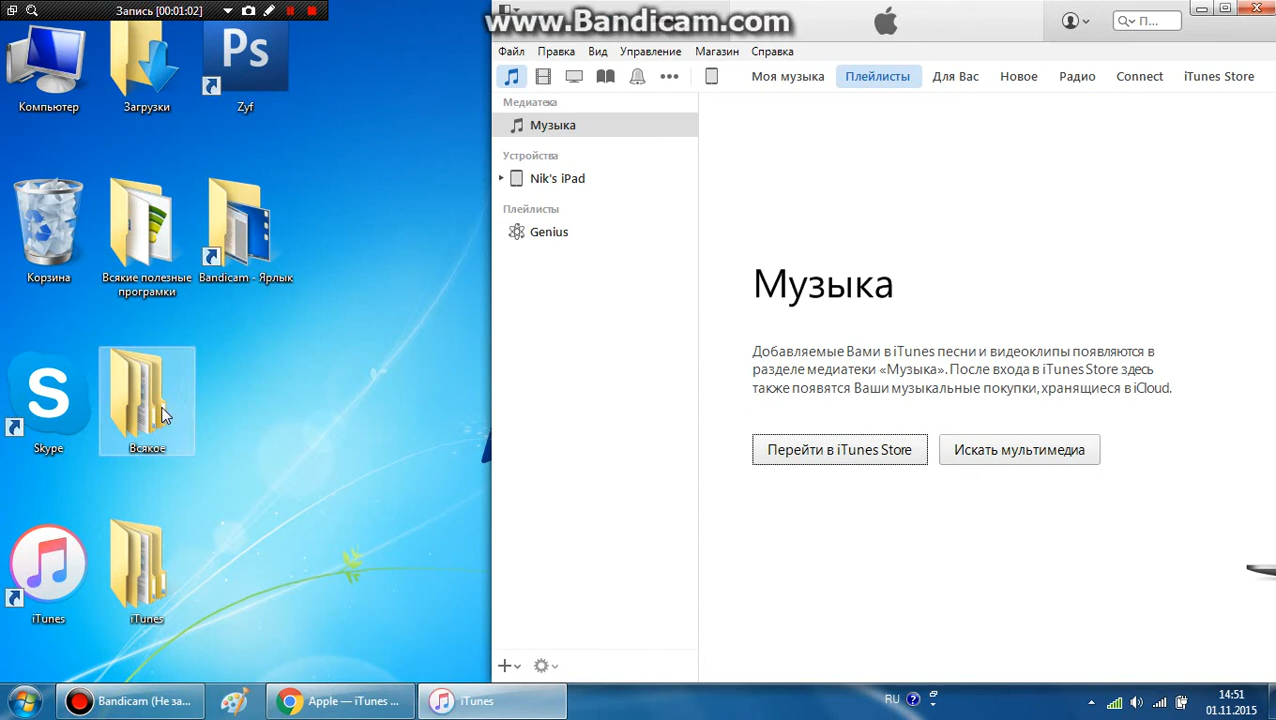 Запись [00:01:02]
www.Bandicam.com
П...
Файл Правка Вид Управление Магазин Справка
Моя музыка Плейлисты Для Вас Новое Радио Connect iTunes Store
Компьютер
Загрузки
Ps
Zyf
Корзина
Всякие полезные
програмки
Bandicam - Ярлык
S
Skype
Всякое
iTunes
iTunes
Медиатека
Музыка
Устройства
Nik's iPad
Плейлисты
Genius
Музыка
Добавляемые Вами в iTunes песни и видеоклипы появляются в
разделе медиатеки «Музыка». После входа в iTunes Store здесь
также появятся Ваши музыкальные покупки, хранящиеся в iCloud.
Перейти в iTunes Store
Искать мультимедиа
Bandicam (Не за...
Apple — iTunes ...
iTunes
RU
14:51
01.11.2015